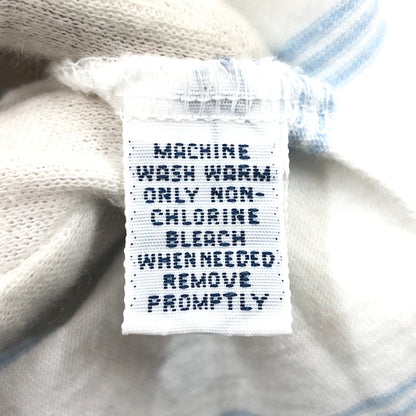 MACHINE
WASH WARM
ONLY NON-
CHLORINE
BLEACH
WHEN NEEDED
REMOVE
PROMPTLY